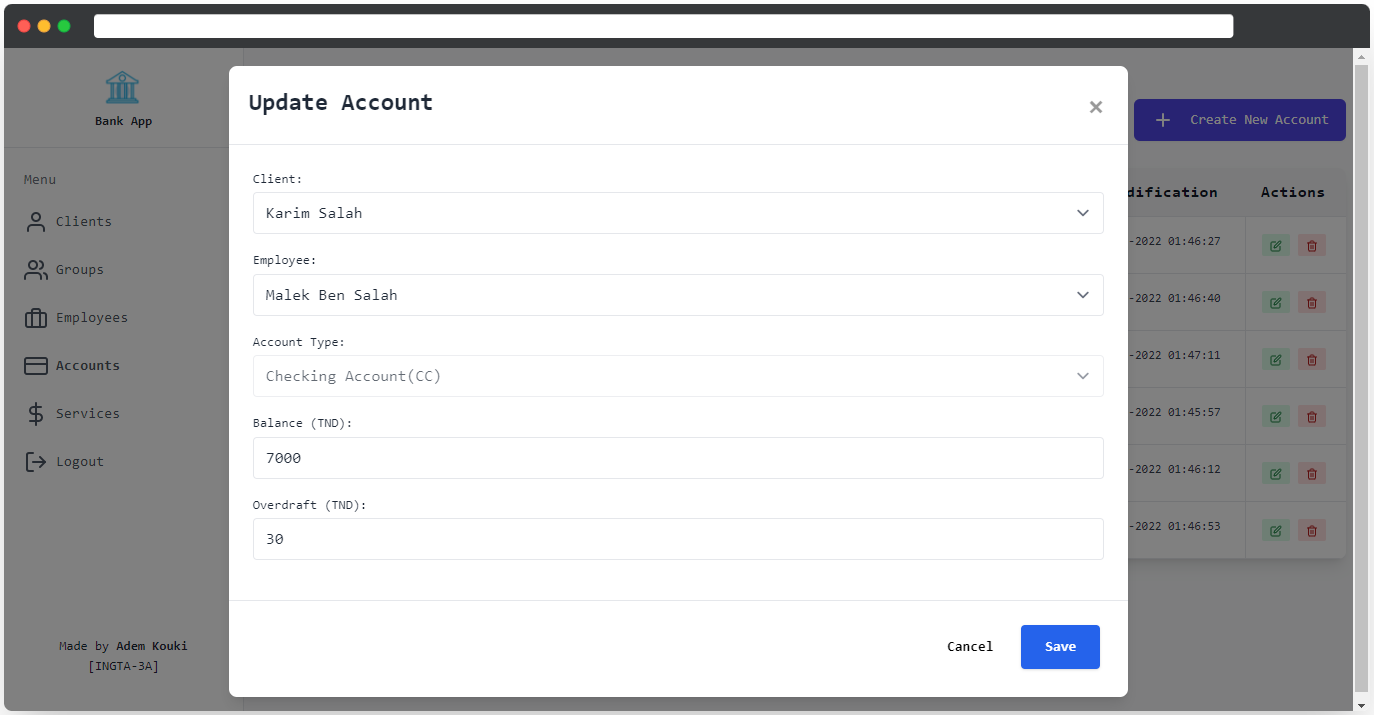 Bank App
Menu
Clients
Groups
Employees
Accounts
Services
Logout
Made by Adem Kouki
[INGTA-3A]
Update Account
×
Client:
Karim Salah
Employee:
Malek Ben Salah
Account Type:
Checking Account(CC)
Balance (TND):
7000
Overdraft (TND):
30
Cancel
Save
+ Create New Account
dification Actions
-2022 01:46:27
-2022 01:46:40
-2022 01:47:11
-2022 01:45:57
-2022 01:46:12
-2022 01:46:53